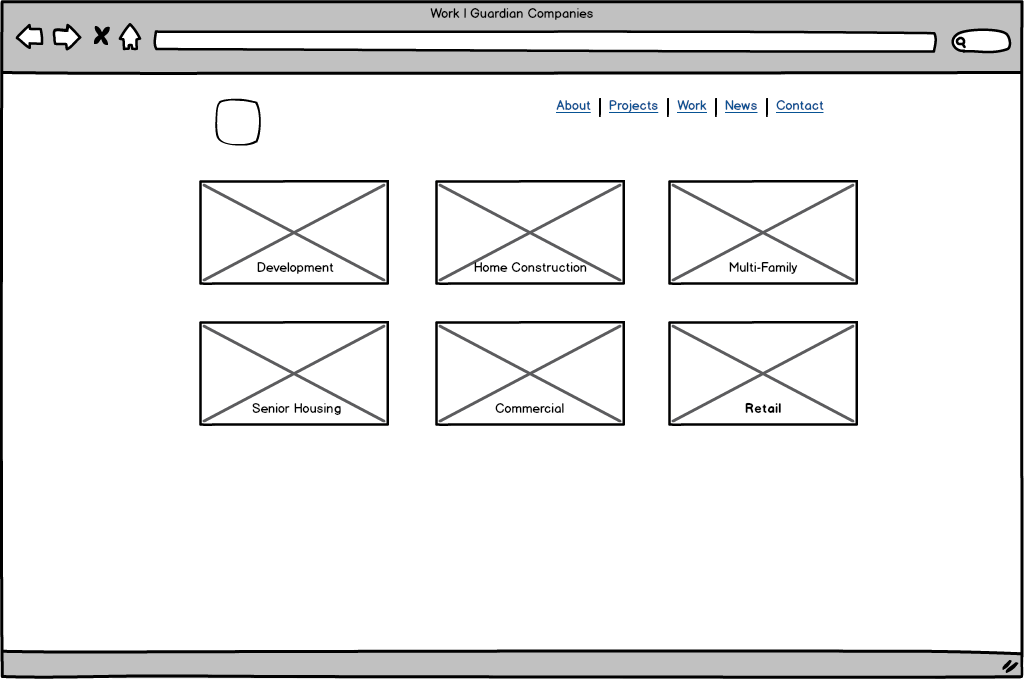 Work | Guardian Companies
About | Projects | Work | News | Contact
Development
Home Construction
Multi-Family
Senior Housing
Commercial
Retail